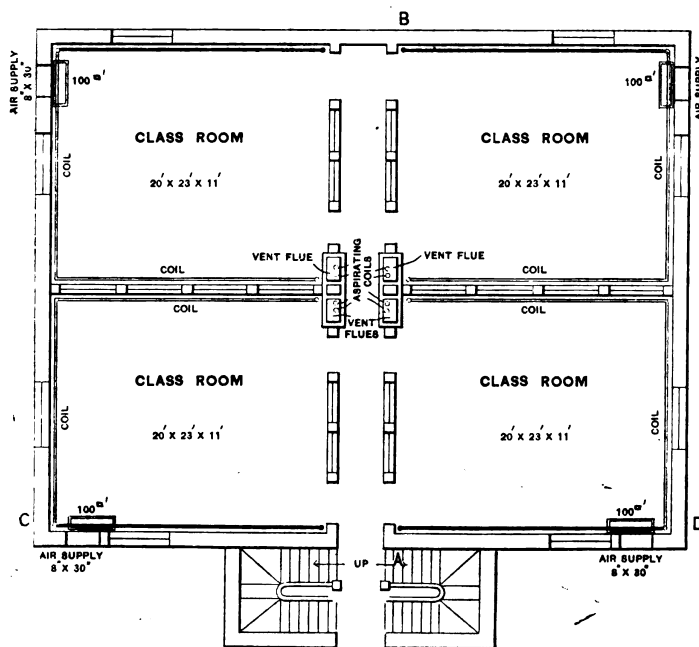 B
AIR SUPPLY
8" X 30"
100 □'
100 □'
AIR SUPPLY
CLASS ROOM
CLASS ROOM
COIL
COIL
20' X 23' X 11'
20' X 23' X 11'
VENT FLUE
ASPIRATING
COILS
VENT FLUE
COIL
COIL
COIL
COIL
VENT
FLUES
CLASS ROOM
CLASS ROOM
COIL
COIL
20' X 23' X 11'
20' X 23' X 11'
C
100 □'
100 □'
D
AIR SUPPLY
8" X 30"
UP
A
AIR SUPPLY
8" X 30"